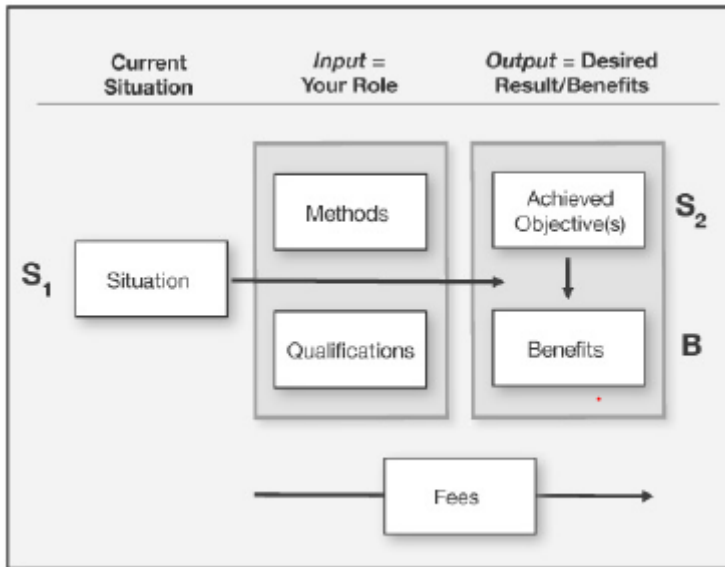 Current
Situation
Input =
Your Role
Output = Desired
Result/Benefits
Methods
Achieved
Objective(s)
S2
S1
Situation
Qualifications
Benefits
B
Fees